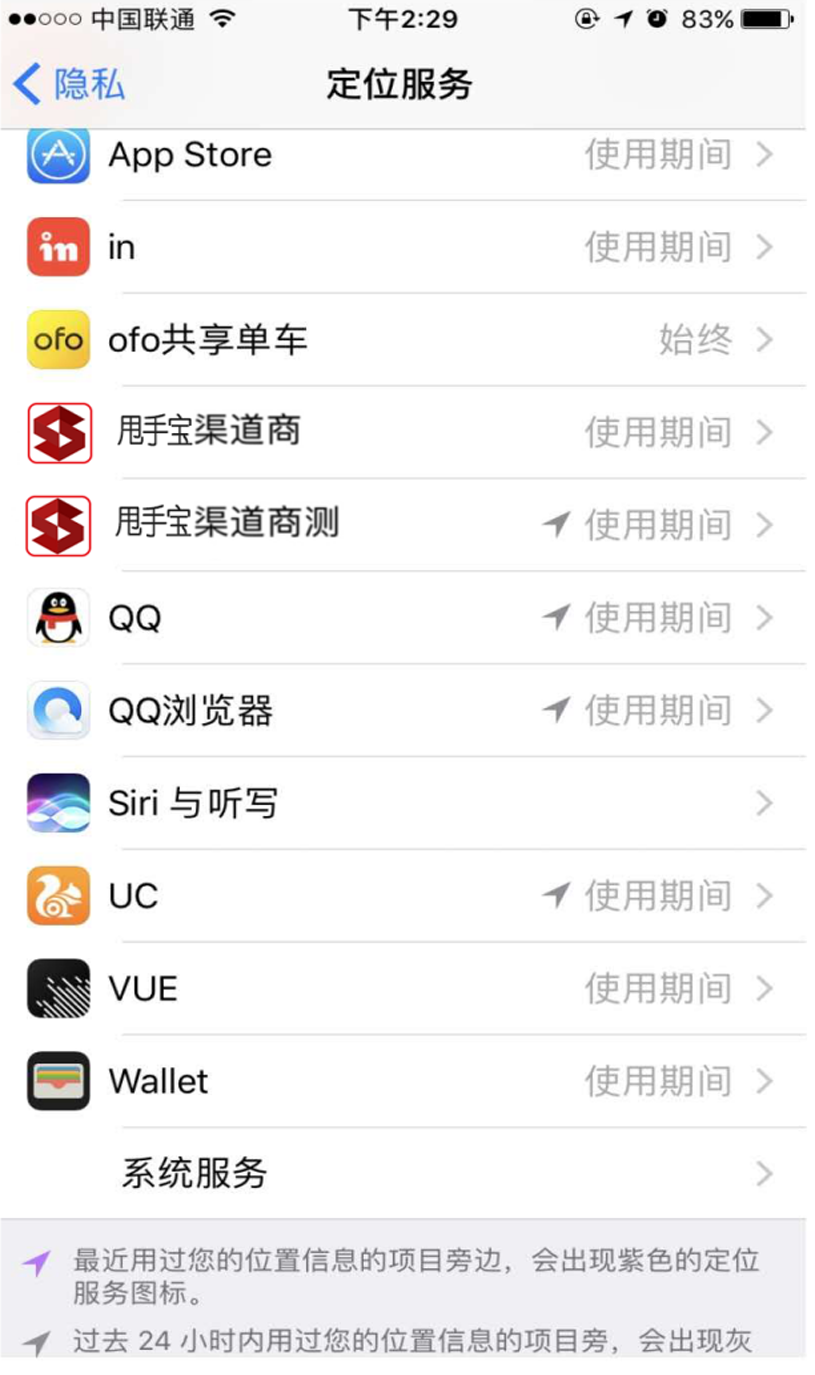 中国联通 下午2:29 83%
隐私 定位服务
App Store 使用期间
in in 使用期间
ofo ofo共享单车 始终
甩手宝渠道商 使用期间
甩手宝渠道商测 使用期间
QQ 使用期间
QQ浏览器 使用期间
Siri 与听写
UC 使用期间
VUE 使用期间
Wallet 使用期间
系统服务
最近用过您的位置信息的项目旁边，会出现紫色的定位
服务图标。
过去 24 小时内用过您的位置信息的项目旁，会出现灰